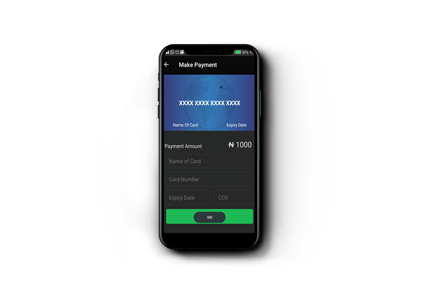 Make Payment
XXXX XXXX XXXX XXXX
Name Of Card Expiry Date
Payment Amount ₦ 1000
Name of Card
Card Number
Expiry Date CCV